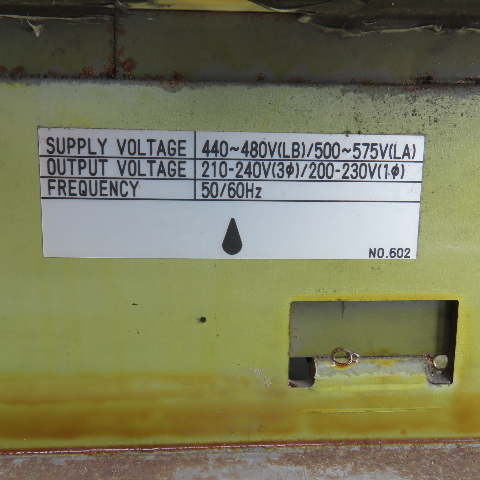 SUPPLY VOLTAGE 440~480V(LB)/500~575V(LA)
OUTPUT VOLTAGE 210-240V(3φ)/200-230V(1φ)
FREQUENCY 50/60Hz
NO.602